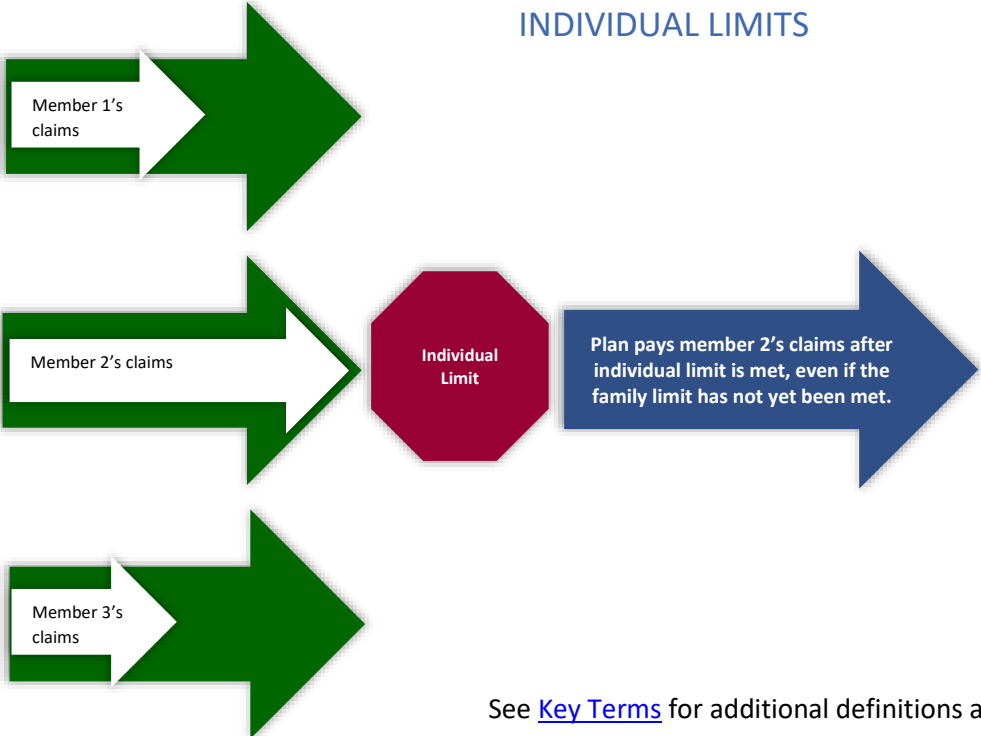 INDIVIDUAL LIMITS
Member 1’s
claims
Member 2’s claims
Individual
Limit
Plan pays member 2’s claims after
individual limit is met, even if the
family limit has not yet been met.
Member 3’s
claims
See Key Terms for additional definitions a